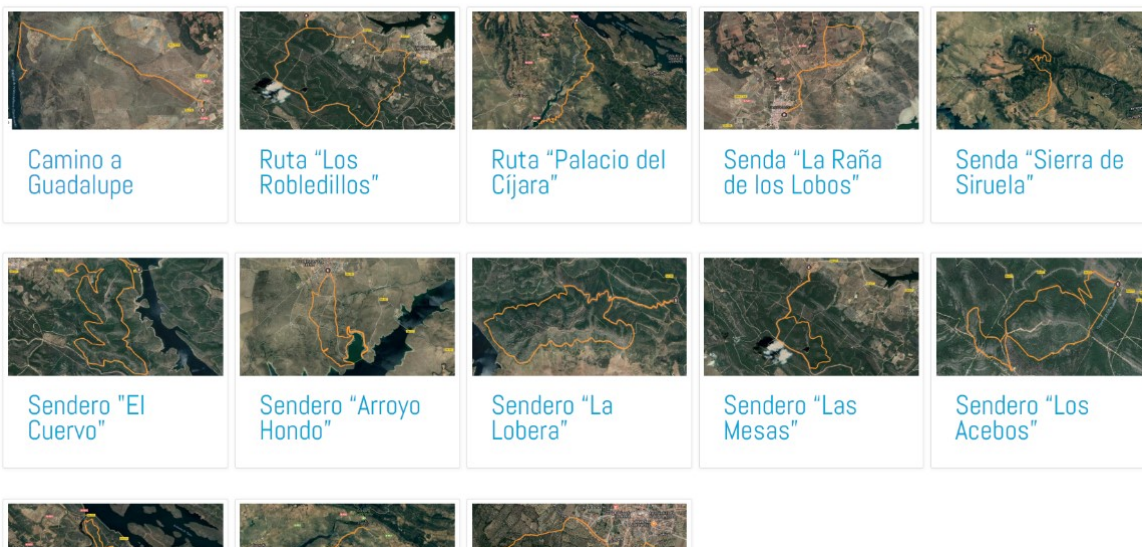 Camino a
Guadalupe
Ruta “Los
Robledillos”
Ruta “Palacio del
Cíjara”
Senda “La Raña
de los Lobos”
Senda “Sierra de
Siruela”
Sendero "El
Cuervo”
Sendero “Arroyo
Hondo”
Sendero “La
Lobera”
Sendero “Las
Mesas”
Sendero “Los
Acebos”